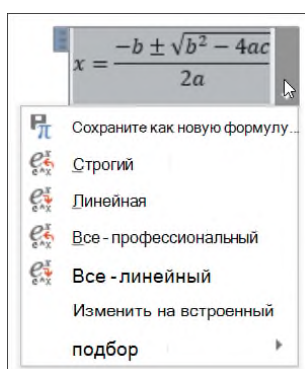 x = −b ± √b² − 4ac / 2a
Сохраните как новую формулу...
Строгий
Линейная
Все - профессиональный
Все - линейный
Изменить на встроенный
подбор